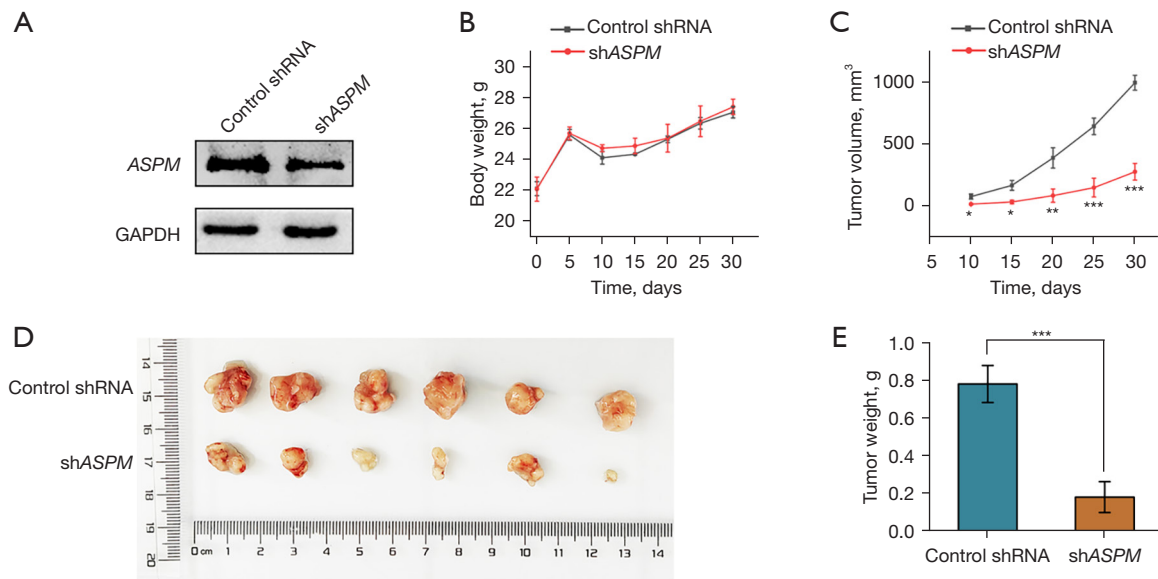 A
Control shRNA
shASPM
ASPM
GAPDH
B
Control shRNA
shASPM
Body weight, g
30
28
26
24
22
20
0 5 10 15 20 25 30
Time, days
C
Control shRNA
shASPM
Tumor volume, mm³
1000
500
0
* * ** *** ***
5 10 15 20 25 30
Time, days
D
Control shRNA
shASPM
14
15
16
17
18
19
20
0 cm 1 2 3 4 5 6 7 8 9 10 11 12 13 14
E
***
Tumor weight, g
1.0
0.8
0.6
0.4
0.2
0.0
Control shRNA shASPM